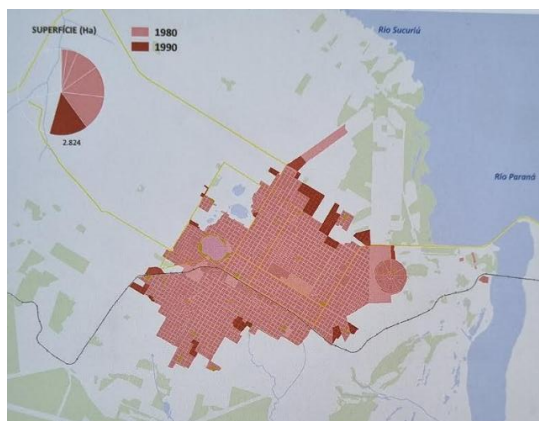 SUPERFÍCIE (Ha)
1980
1990
2.824
Rio Sucuriú
Rio Paraná